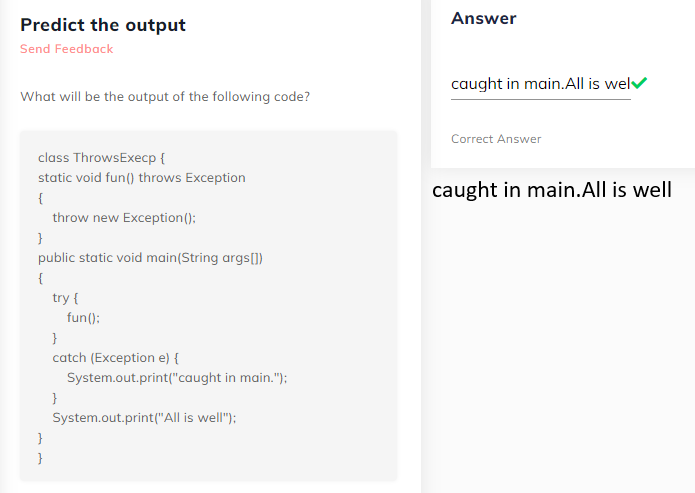 Predict the output
Send Feedback
What will be the output of the following code?
class ThrowsExecp {
static void fun() throws Exception
{
throw new Exception();
}
public static void main(String args[])
{
try {
fun();
}
catch (Exception e) {
System.out.print("caught in main.");
}
System.out.print("All is well");
}
}
Answer
caught in main.All is wel
Correct Answer
caught in main.All is well